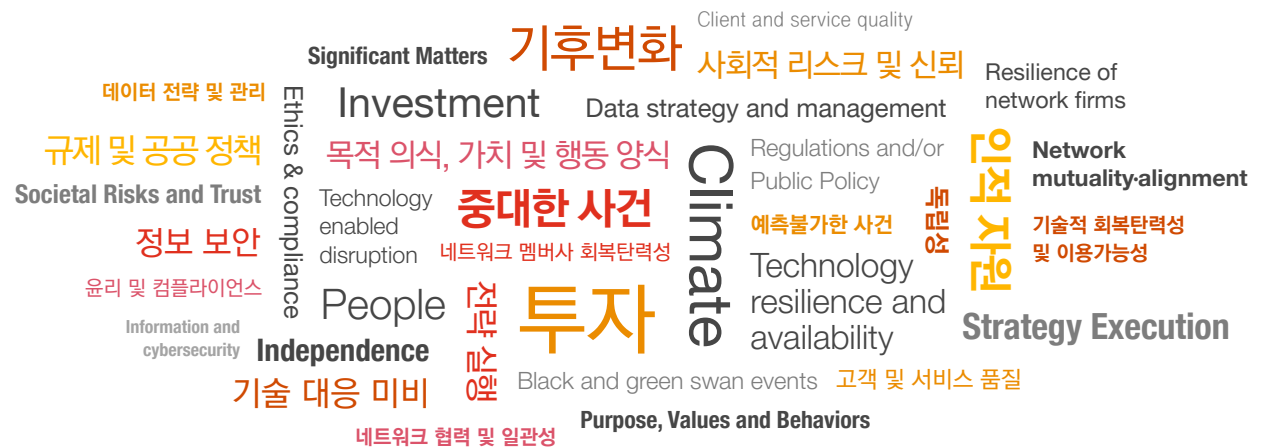 Client and service quality
Significant Matters
기후변화
사회적 리스크 및 신뢰
Resilience of
network firms
데이터 전략 및 관리
Ethics & compliance
Investment
Data strategy and management
규제 및 공공 정책
목적 의식, 가치 및 행동 양식
Climate
Regulations and/or
Public Policy
인적 자원
Network
mutuality·alignment
Societal Risks and Trust
Technology
enabled
disruption
중대한 사건
독립성
예측불가한 사건
기술적 회복탄력성
및 이용가능성
정보 보안
네트워크 멤버사 회복탄력성
Technology
resilience and
availability
윤리 및 컴플라이언스
People
전략 실행
투자
Strategy Execution
Information and
cybersecurity
Independence
기술 대응 미비
Black and green swan events
고객 및 서비스 품질
Purpose, Values and Behaviors
네트워크 협력 및 일관성